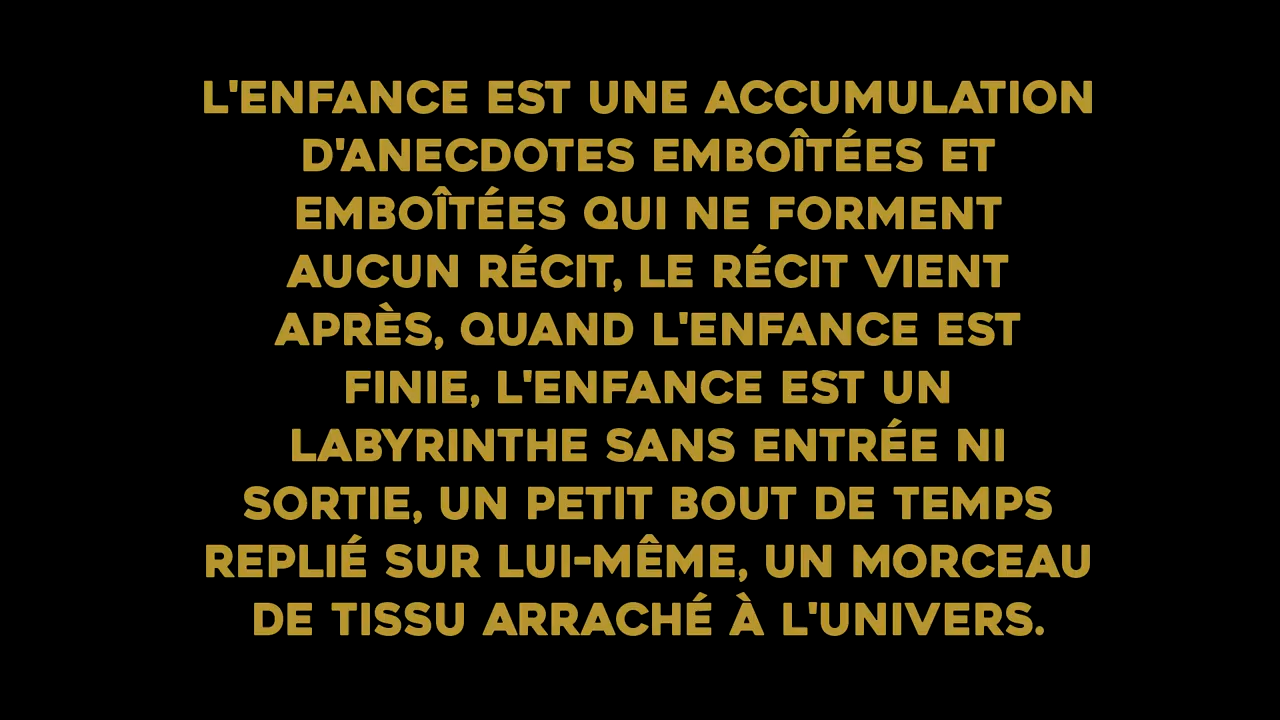 L'ENFANCE EST UNE ACCUMULATION
D'ANECDOTES EMBOÎTÉES ET
EMBOÎTÉES QUI NE FORMENT
AUCUN RÉCIT, LE RÉCIT VIENT
APRÈS, QUAND L'ENFANCE EST
FINIE, L'ENFANCE EST UN
LABYRINTHE SANS ENTRÉE NI
SORTIE, UN PETIT BOUT DE TEMPS
REPLIÉ SUR LUI-MÊME, UN MORCEAU
DE TISSU ARRACHÉ À L'UNIVERS.